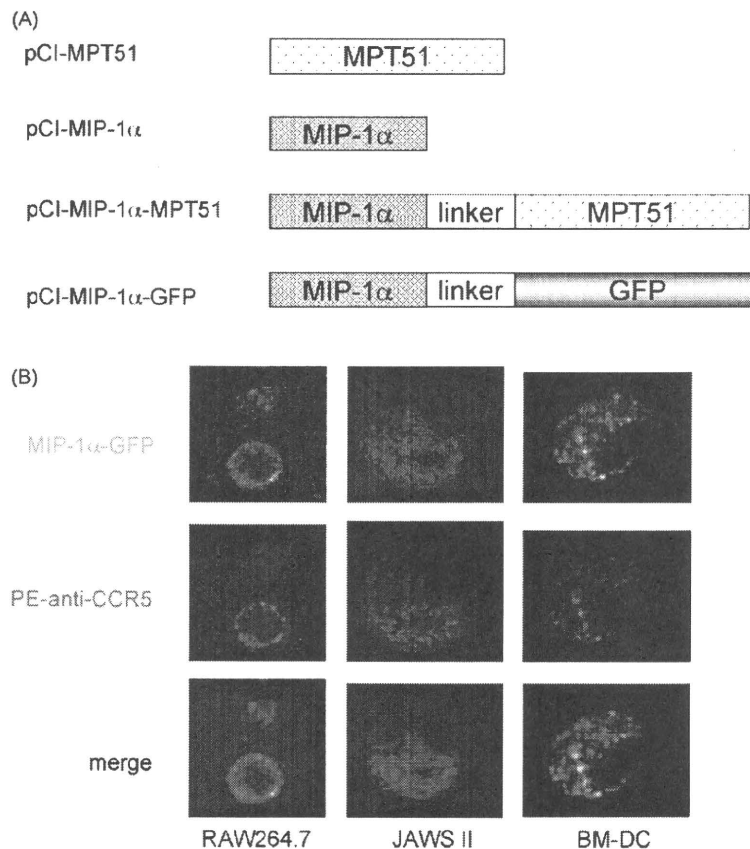 (A)
pCI-MPT51 MPT51
pCI-MIP-1α MIP-1α
pCI-MIP-1α-MPT51 MIP-1α linker MPT51
pCI-MIP-1α-GFP MIP-1α linker GFP
(B)
MIP-1α-GFP
PE-anti-CCR5
merge
RAW264.7 JAWS II BM-DC